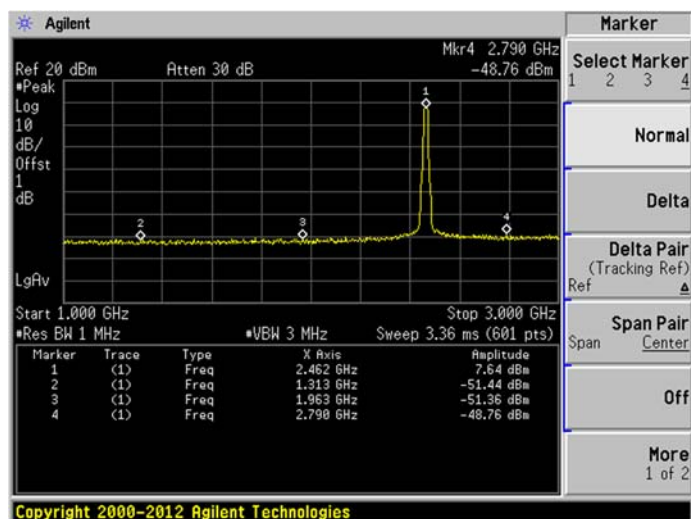 Agilent
Marker
Mkr4 2.790 GHz
Ref 20 dBm Atten 30 dB -48.76 dBm
Select Marker
1 2 3 4
#Peak
Log
10
dB/
Offst
1
dB
1
2
3
4
LgAv
Normal
Delta
Delta Pair
(Tracking Ref)
Ref Δ
Span Pair
Span Center
Off
More
1 of 2
Start 1.000 GHz Stop 3.000 GHz
#Res BW 1 MHz #VBW 3 MHz Sweep 3.36 ms (601 pts)
Marker Trace Type X Axis Amplitude
1 (1) Freq 2.462 GHz 7.64 dBm
2 (1) Freq 1.313 GHz -51.44 dBm
3 (1) Freq 1.963 GHz -51.36 dBm
4 (1) Freq 2.790 GHz -48.76 dBm
Copyright 2000-2012 Agilent Technologies